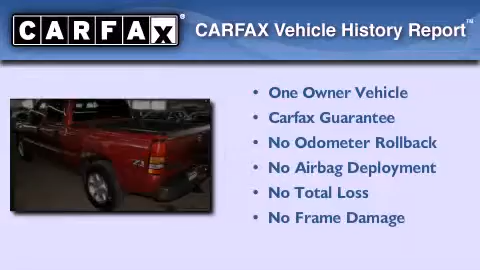 CARFAX® CARFAX Vehicle History Report™
• One Owner Vehicle
• Carfax Guarantee
• No Odometer Rollback
• No Airbag Deployment
• No Total Loss
• No Frame Damage
Z71